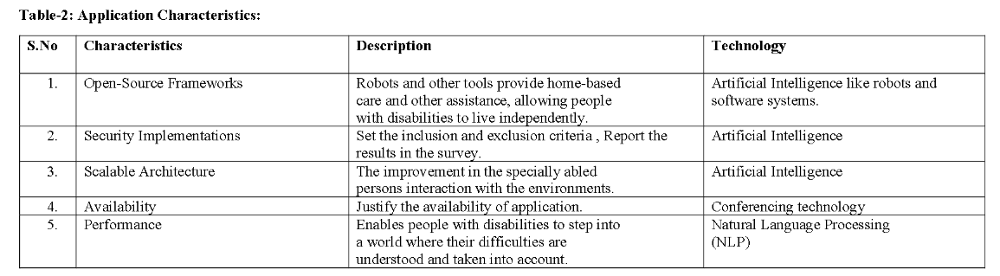 Table-2: Application Characteristics:
S.No Characteristics Description Technology
1. Open-Source Frameworks Robots and other tools provide home-based Artificial Intelligence like robots and
care and other assistance, allowing people software systems.
with disabilities to live independently.
2. Security Implementations Set the inclusion and exclusion criteria , Report the Artificial Intelligence
results in the survey.
3. Scalable Architecture The improvement in the specially abled Artificial Intelligence
persons interaction with the environments.
4. Availability Justify the availability of application. Conferencing technology
5. Performance Enables people with disabilities to step into Natural Language Processing
a world where their difficulties are (NLP)
understood and taken into account.